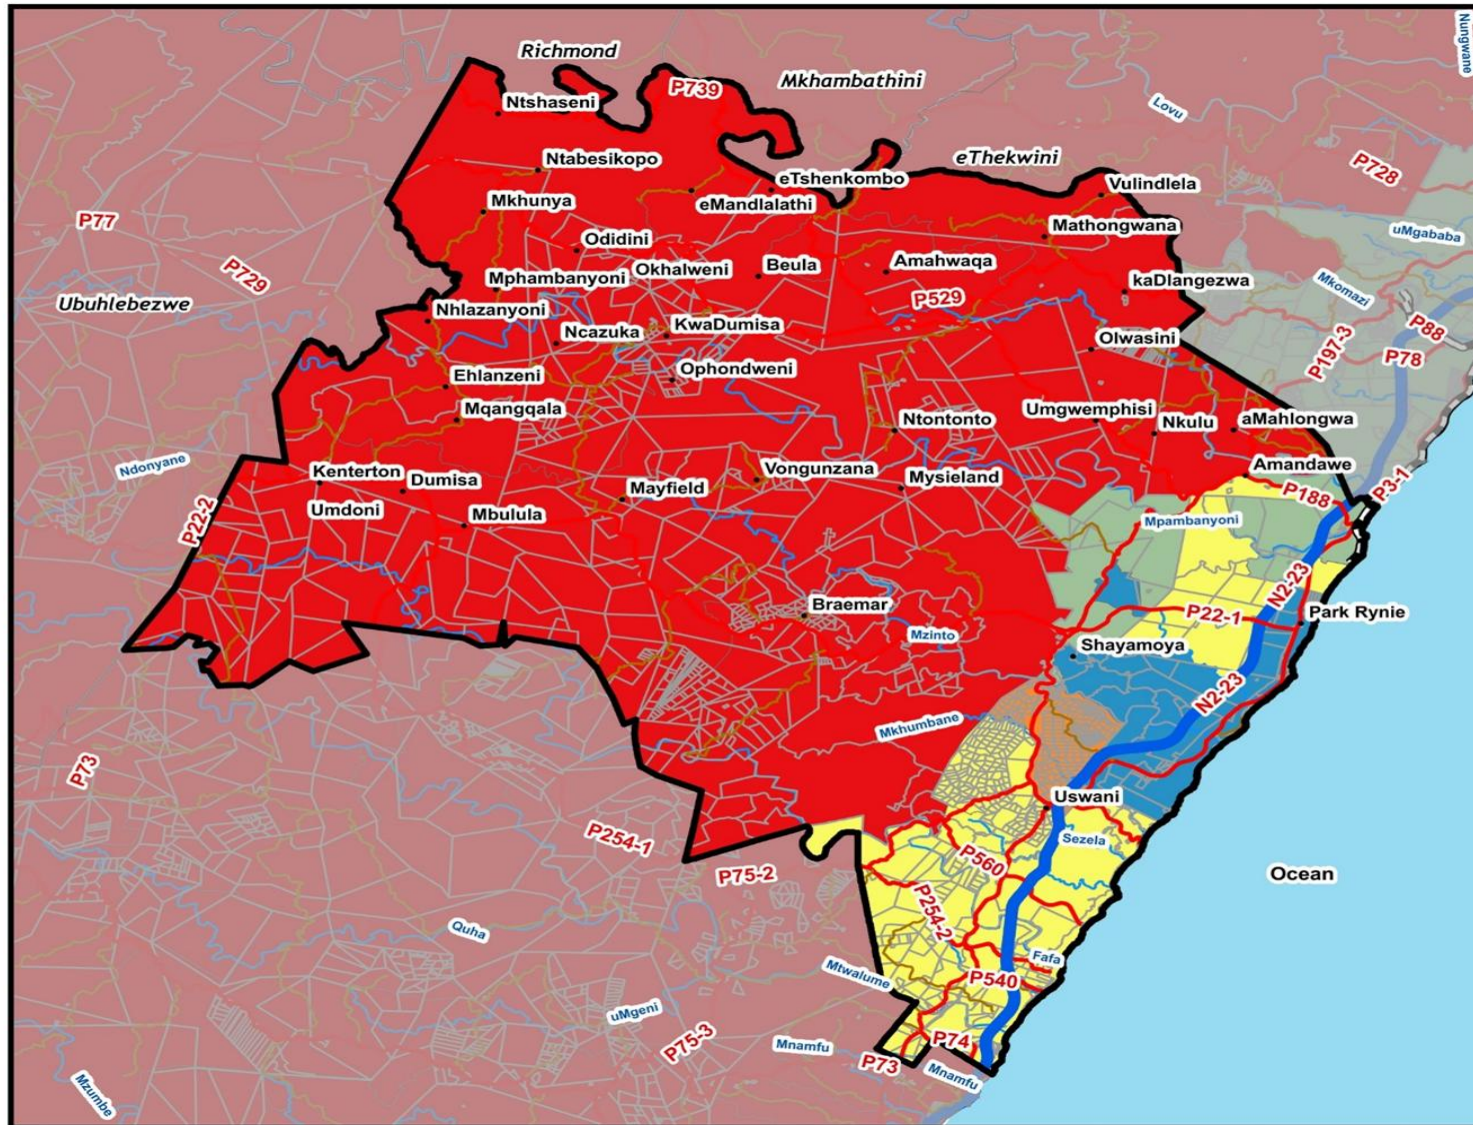 Nungwane
Richmond
Mkhambathini
P739
Ntshaseni
Lovu
eThekwini
P728
Ntabesikopo
eTshenkombo
Vulindlela
Mkhunya
eMandlalathi
P77
Mathongwana
uMgababa
Odidini
Okhalweni
Beula
Amahwaqa
P729
Mphambanyoni
kaDlangezwa
Mkomazi
Ubuhlebezwe
P529
Nhlazanyoni
Ncazuka
KwaDumisa
P88
Olwasini
P197-3
P78
Ehlanzeni
Ophondweni
Mqangqala
Ntontonto
Umgwemphisi
Nkulu
aMahlongwa
Ndonyane
Kenterton
Dumisa
Vongunzana
Mysieland
Amandawe
Umdoni
Mayfield
P188
P3-1
P22-2
Mbulula
Mpambanyoni
N2-23
Braemar
P22-1
Park Rynie
Mzinto
Shayamoya
N2-23
Mkhumbane
P73
Uswani
P254-1
Sezela
P75-2
P560
Ocean
P254-2
Quha
Mtwalume
Fafa
P540
uMgeni
P75-3
Mnamfu
P74
P73
Mnamfu
Mzumbe